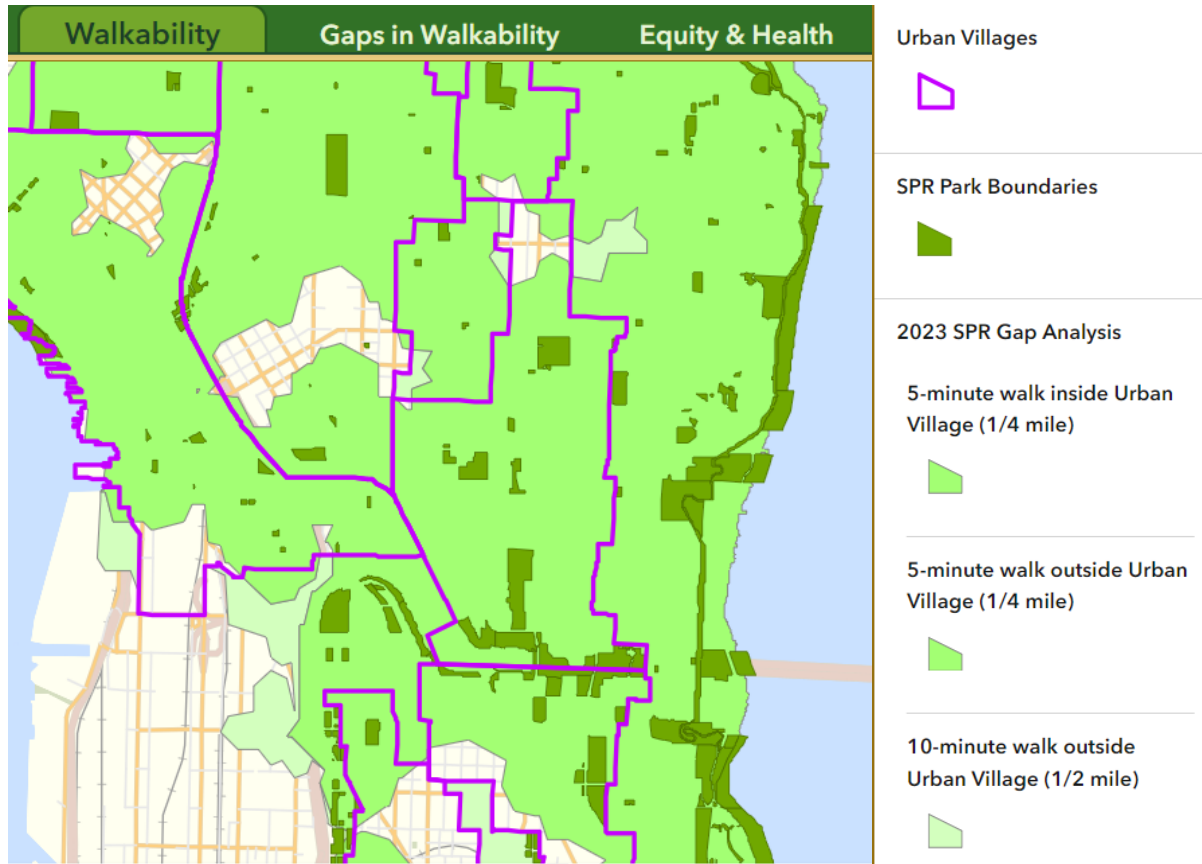 Walkability
Gaps in Walkability
Equity & Health
Urban Villages
SPR Park Boundaries
2023 SPR Gap Analysis
5-minute walk inside Urban
Village (1/4 mile)
5-minute walk outside Urban
Village (1/4 mile)
10-minute walk outside
Urban Village (1/2 mile)